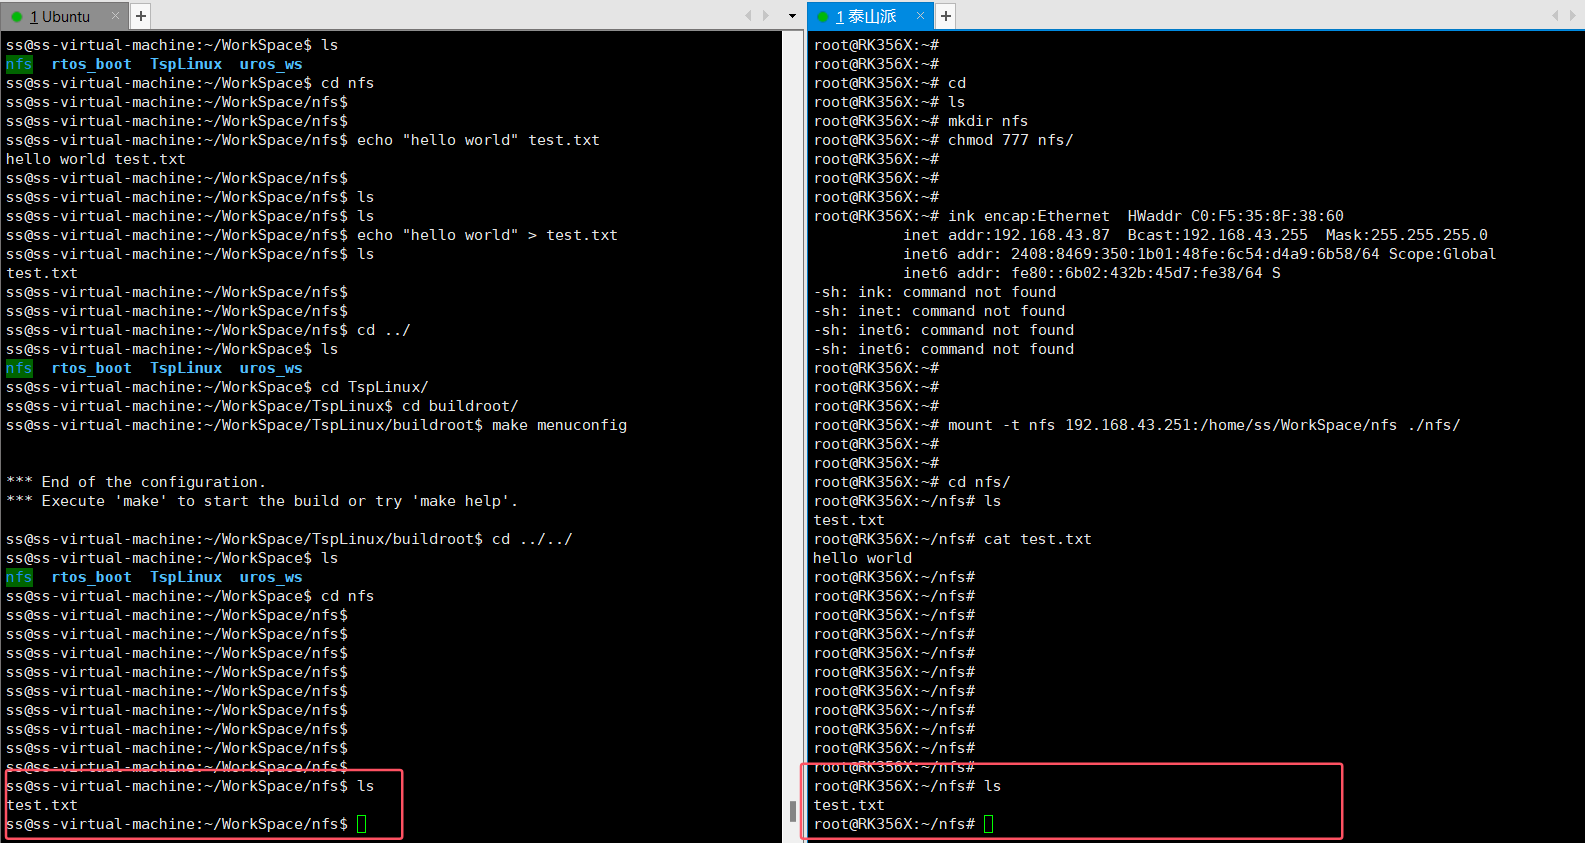 1 Ubuntu
ss@ss-virtual-machine:~/WorkSpace$ ls
nfs  rtos_boot  TspLinux  uros_ws
ss@ss-virtual-machine:~/WorkSpace$ cd nfs
ss@ss-virtual-machine:~/WorkSpace/nfs$
ss@ss-virtual-machine:~/WorkSpace/nfs$
ss@ss-virtual-machine:~/WorkSpace/nfs$ echo "hello world" test.txt
hello world test.txt
ss@ss-virtual-machine:~/WorkSpace/nfs$
ss@ss-virtual-machine:~/WorkSpace/nfs$ ls
ss@ss-virtual-machine:~/WorkSpace/nfs$ ls
ss@ss-virtual-machine:~/WorkSpace/nfs$ echo "hello world" > test.txt
ss@ss-virtual-machine:~/WorkSpace/nfs$ ls
test.txt
ss@ss-virtual-machine:~/WorkSpace/nfs$
ss@ss-virtual-machine:~/WorkSpace/nfs$
ss@ss-virtual-machine:~/WorkSpace/nfs$ cd ../
ss@ss-virtual-machine:~/WorkSpace$ ls
nfs  rtos_boot  TspLinux  uros_ws
ss@ss-virtual-machine:~/WorkSpace$ cd TspLinux/
ss@ss-virtual-machine:~/WorkSpace/TspLinux$ cd buildroot/
ss@ss-virtual-machine:~/WorkSpace/TspLinux/buildroot$ make menuconfig
*** End of the configuration.
*** Execute 'make' to start the build or try 'make help'.
ss@ss-virtual-machine:~/WorkSpace/TspLinux/buildroot$ cd ../../
ss@ss-virtual-machine:~/WorkSpace$ ls
nfs  rtos_boot  TspLinux  uros_ws
ss@ss-virtual-machine:~/WorkSpace$ cd nfs
ss@ss-virtual-machine:~/WorkSpace/nfs$
ss@ss-virtual-machine:~/WorkSpace/nfs$
ss@ss-virtual-machine:~/WorkSpace/nfs$
ss@ss-virtual-machine:~/WorkSpace/nfs$
ss@ss-virtual-machine:~/WorkSpace/nfs$
ss@ss-virtual-machine:~/WorkSpace/nfs$
ss@ss-virtual-machine:~/WorkSpace/nfs$
ss@ss-virtual-machine:~/WorkSpace/nfs$
ss@ss-virtual-machine:~/WorkSpace/nfs$
ss@ss-virtual-machine:~/WorkSpace/nfs$ ls
test.txt
ss@ss-virtual-machine:~/WorkSpace/nfs$
1 泰山派
root@RK356X:~#
root@RK356X:~#
root@RK356X:~# cd
root@RK356X:~# ls
root@RK356X:~# mkdir nfs
root@RK356X:~# chmod 777 nfs/
root@RK356X:~#
root@RK356X:~#
root@RK356X:~#
root@RK356X:~# ink encap:Ethernet  HWaddr C0:F5:35:8F:38:60
inet addr:192.168.43.87  Bcast:192.168.43.255  Mask:255.255.255.0
inet6 addr: 2408:8469:350:1b01:48fe:6c54:d4a9:6b58/64 Scope:Global
inet6 addr: fe80::6b02:432b:45d7:fe38/64 S
-sh: ink: command not found
-sh: inet: command not found
-sh: inet6: command not found
-sh: inet6: command not found
root@RK356X:~#
root@RK356X:~#
root@RK356X:~#
root@RK356X:~# mount -t nfs 192.168.43.251:/home/ss/WorkSpace/nfs ./nfs/
root@RK356X:~#
root@RK356X:~#
root@RK356X:~# cd nfs/
root@RK356X:~/nfs# ls
test.txt
root@RK356X:~/nfs# cat test.txt
hello world
root@RK356X:~/nfs#
root@RK356X:~/nfs#
root@RK356X:~/nfs#
root@RK356X:~/nfs#
root@RK356X:~/nfs#
root@RK356X:~/nfs#
root@RK356X:~/nfs#
root@RK356X:~/nfs#
root@RK356X:~/nfs#
root@RK356X:~/nfs#
root@RK356X:~/nfs#
root@RK356X:~/nfs# ls
test.txt
root@RK356X:~/nfs#